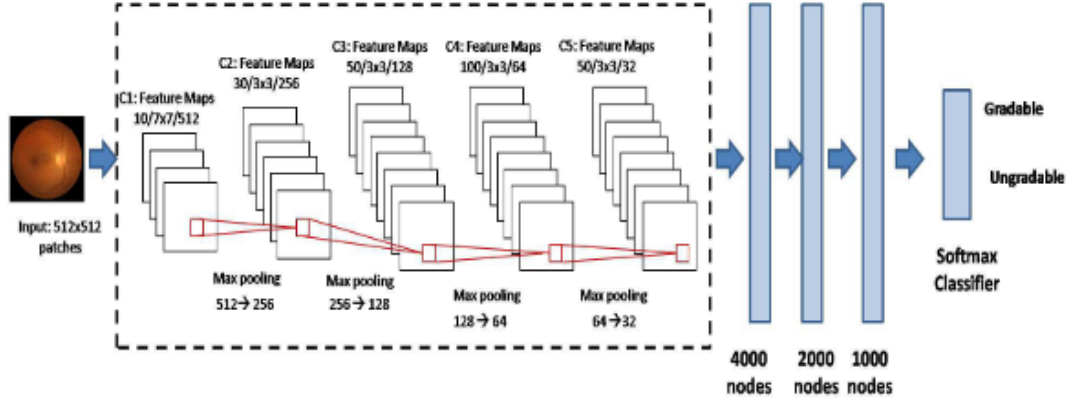 Input: 512x512
patches
C1: Feature Maps
10/7x7/512
C2: Feature Maps
30/3x3/256
C3: Feature Maps
50/3x3/128
C4: Feature Maps
100/3x3/64
C5: Feature Maps
50/3x3/32
Max pooling
512→256
Max pooling
256→128
Max pooling
128→64
Max pooling
64→32
4000
nodes
2000
nodes
1000
nodes
Gradable
Ungradable
Softmax
Classifier